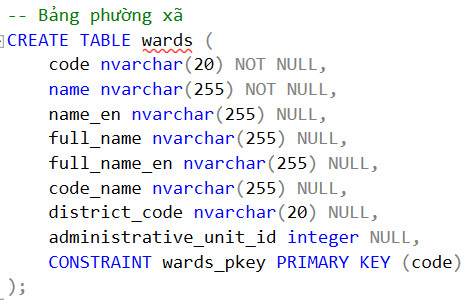 -- Bảng phường xã
CREATE TABLE wards (
    code nvarchar(20) NOT NULL,
    name nvarchar(255) NOT NULL,
    name_en nvarchar(255) NULL,
    full_name nvarchar(255) NULL,
    full_name_en nvarchar(255) NULL,
    code_name nvarchar(255) NULL,
    district_code nvarchar(20) NULL,
    administrative_unit_id integer NULL,
    CONSTRAINT wards_pkey PRIMARY KEY (code)
);